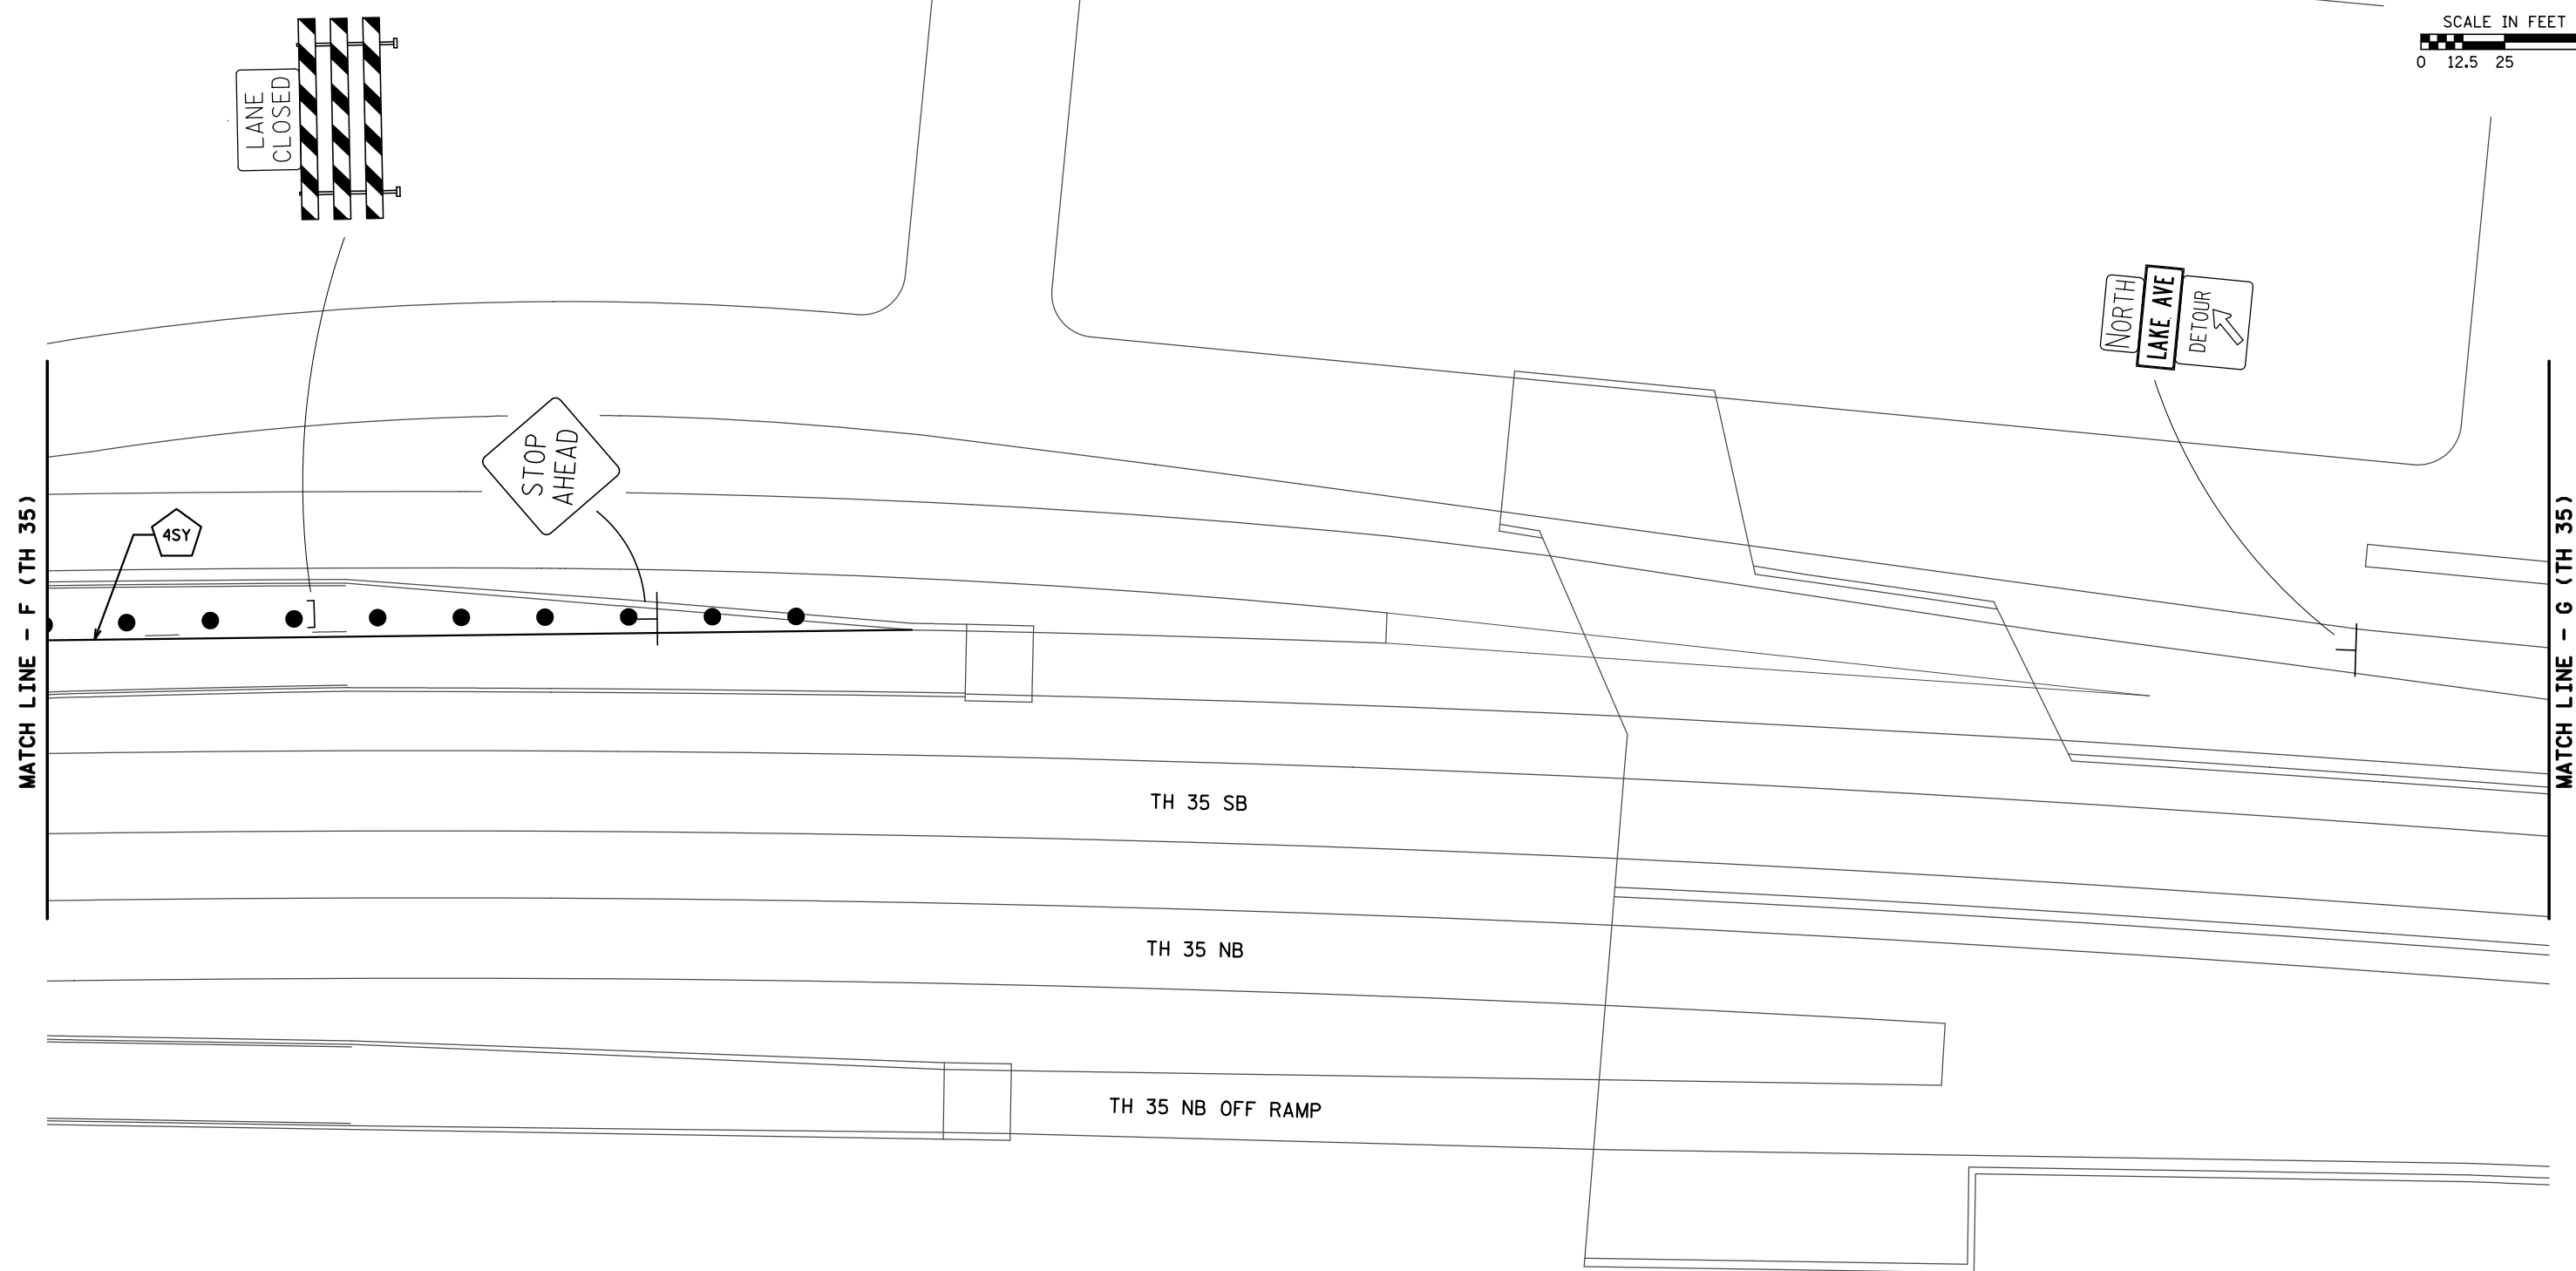 SCALE IN FEET
0 12.5 25
LANE
CLOSED
NORTH
LAKE AVE
DETOUR
STOP
AHEAD
4SY
MATCH LINE - F (TH 35)
MATCH LINE - G (TH 35)
TH 35 SB
TH 35 NB
TH 35 NB OFF RAMP